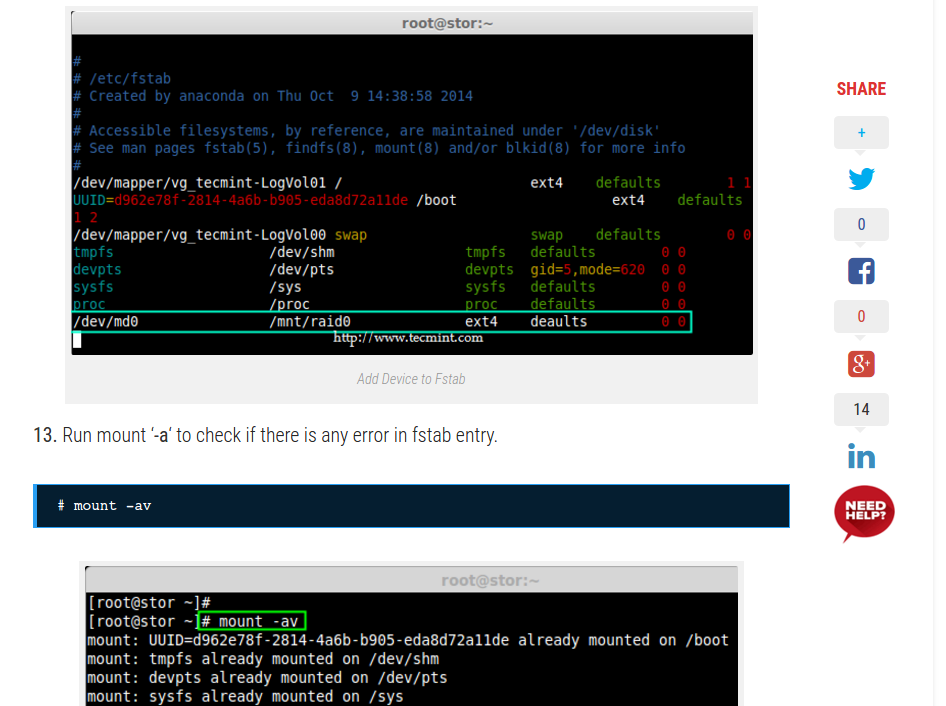 root@stor:~
#
# /etc/fstab
# Created by anaconda on Thu Oct  9 14:38:58 2014
#
# Accessible filesystems, by reference, are maintained under '/dev/disk'
# See man pages fstab(5), findfs(8), mount(8) and/or blkid(8) for more info
#
/dev/mapper/vg_tecmint-LogVol01 / ext4 defaults 1 1
UUID=d962e78f-2814-4a6b-b905-eda8d72a11de /boot ext4 defaults
1 2
/dev/mapper/vg_tecmint-LogVol00 swap swap defaults 0 0
tmpfs /dev/shm tmpfs defaults 0 0
devpts /dev/pts devpts gid=5,mode=620 0 0
sysfs /sys sysfs defaults 0 0
proc /proc proc defaults 0 0
/dev/md0 /mnt/raid0 ext4 deaults 0 0
http://www.tecmint.com
Add Device to Fstab
13. Run mount ‘-a‘ to check if there is any error in fstab entry.
# mount -av
root@stor:~
[root@stor ~]#
[root@stor ~]# mount -av
mount: UUID=d962e78f-2814-4a6b-b905-eda8d72a11de already mounted on /boot
mount: tmpfs already mounted on /dev/shm
mount: devpts already mounted on /dev/pts
mount: sysfs already mounted on /sys
SHARE
+
0
0
g+
14
in
NEED
HELP?